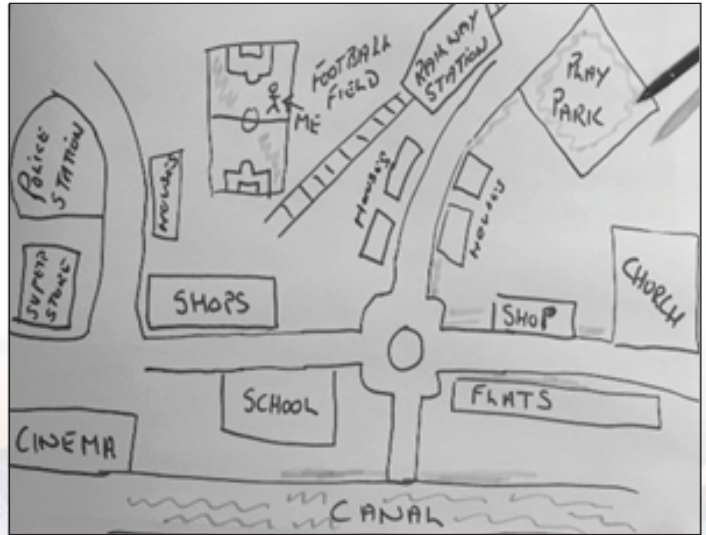 FOOTBALL
FIELD
ME
RAILWAY
STATION
PLAY
PARK
POLICE
STATION
HOUSES
HOUSES
HOUSES
SUPER
STORE
SHOPS
SHOP
CHURCH
SCHOOL
FLATS
CINEMA
CANAL